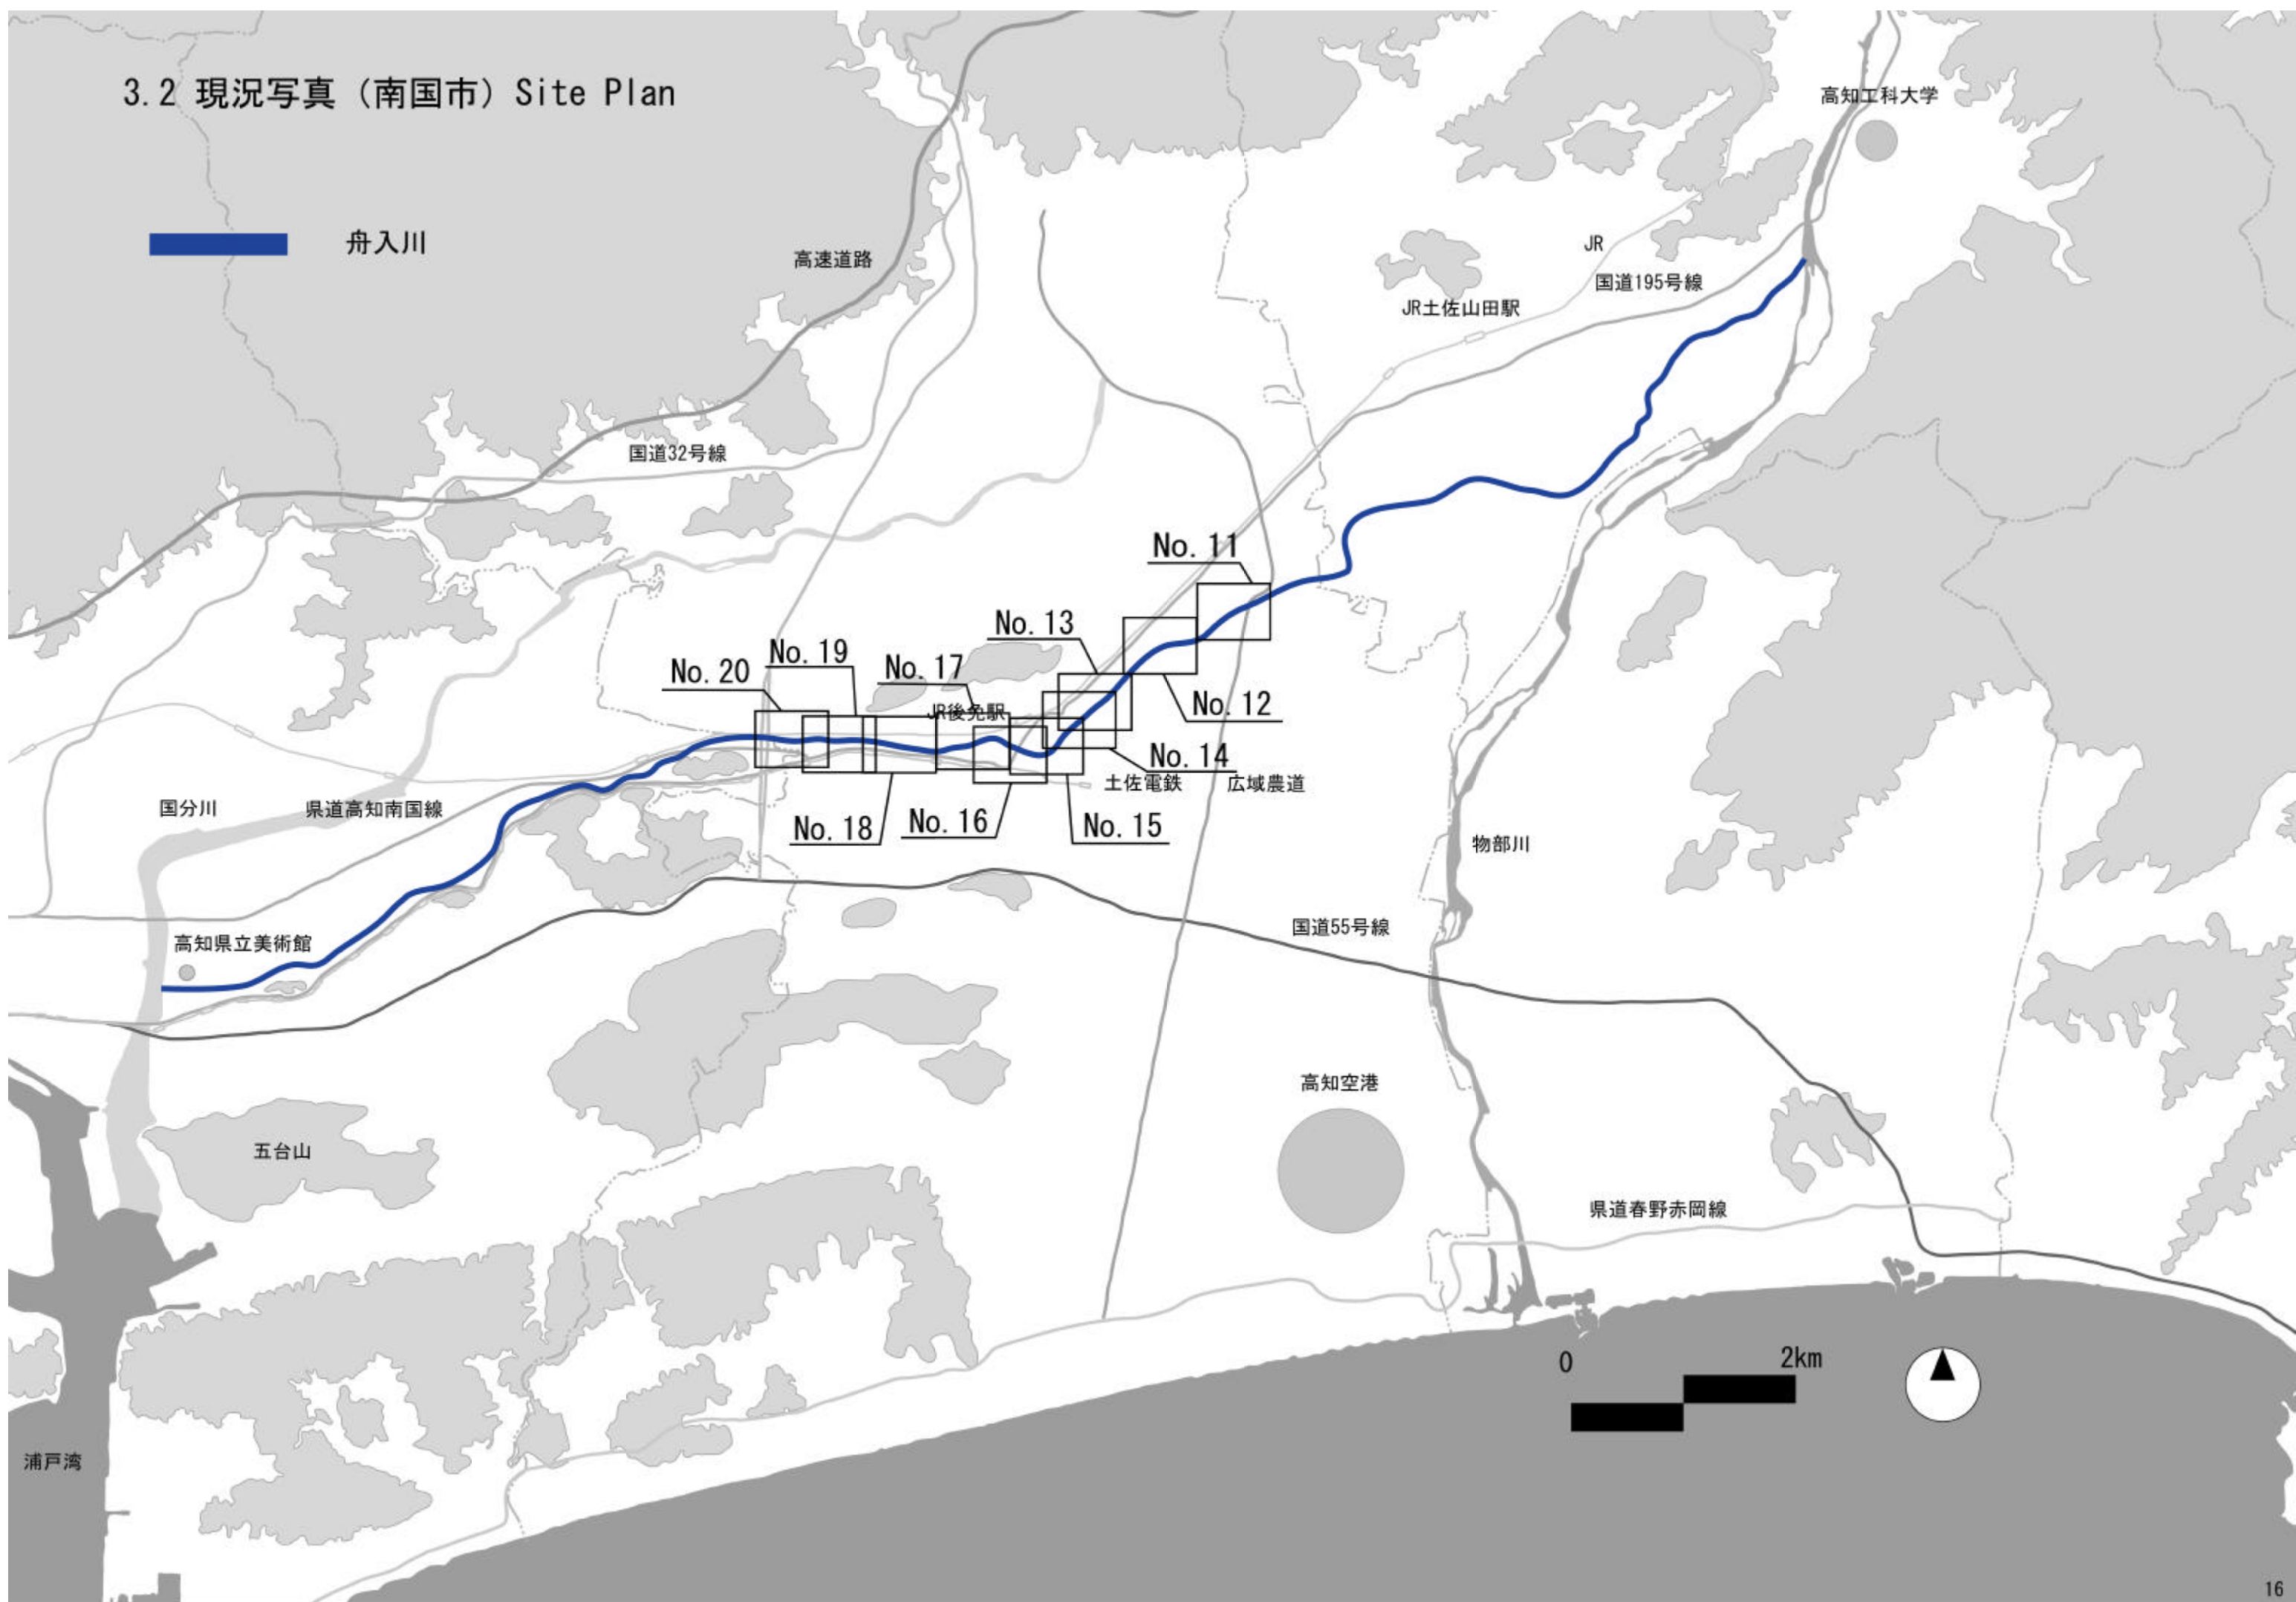 3.2 現況写真（南国市）Site Plan
高知工科大学
舟入川
高速道路
JR
国道195号線
JR土佐山田駅
国道32号線
No. 11
No. 13
No. 19
No. 17
No. 20
No. 12
JR後免駅
No. 14
土佐電鉄
広域農道
国分川
県道高知南国線
No. 18
No. 16
No. 15
物部川
国道55号線
高知県立美術館
高知空港
五台山
県道春野赤岡線
0
2km
浦戸湾
16